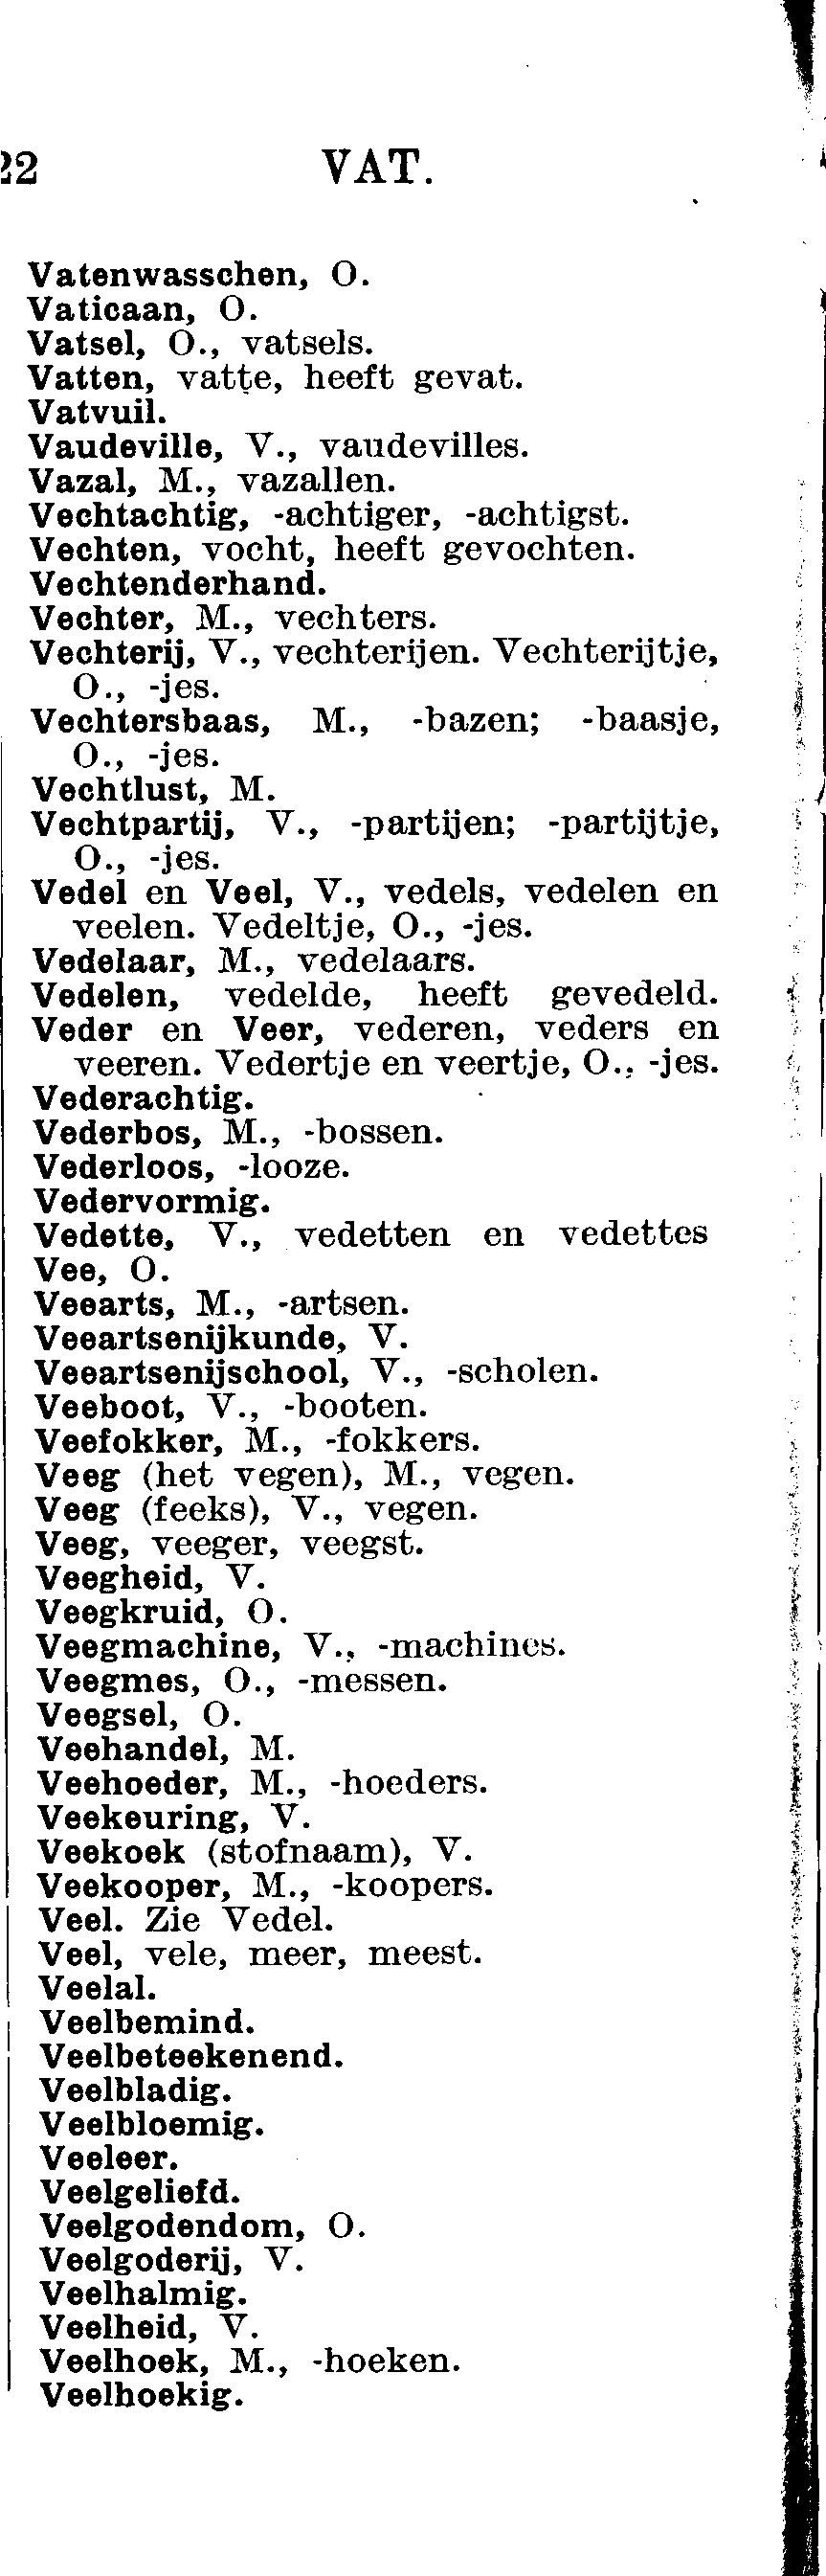 22 VAT.
Vatenwasschen, O.
Vaticaan, O.
Vatsel, O., vatsels.
Vatten, vatte, heeft gevat.
Vatvuil.
Vaudeville, V., vaudevilles.
Vazal, M., vazallen.
Vechtachtig, -achtiger, -achtigst.
Vechten, vocht, heeft gevochten.
Vechtenderhand.
Vechter, M., vechters.
Vechterij, V., vechterijen. Vechterijtje,
O., -jes.
Vechtersbaas, M., -bazen; -baasje,
O., -jes.
Vechtlust, M.
Vechtpartij, V., -partijen; -partijtje,
O., -jes.
Vedel en Veel, V., vedels, vedelen en
veelen. Vedeltje, O., -jes.
Vedelaar, M., vedelaars.
Vedelen, vedelde, heeft gevedeld.
Veder en Veer, vederen, veders en
veeren. Vedertje en veertje, O., -jes.
Vederachtig.
Vederbos, M., -bossen.
Vederloos, -looze.
Vedervormig.
Vedette, V., vedetten en vedettes
Vee, O.
Veearts, M., -artsen.
Veeartsenijkunde, V.
Veeartsenijschool, V., -scholen.
Veeboot, V., -booten.
Veefokker, M., -fokkers.
Veeg (het vegen), M., vegen.
Veeg (feeks), V., vegen.
Veeg, veeger, veegst.
Veegheid, V.
Veegkruid, O.
Veegmachine, V., -machines.
Veegmes, O., -messen.
Veegsel, O.
Veehandel, M.
Veehoeder, M., -hoeders.
Veekeuring, V.
Veekoek (stofnaam), V.
Veekooper, M., -koopers.
Veel. Zie Vedel.
Veel, vele, meer, meest.
Veelal.
Veelbemind.
Veelbeteekenend.
Veelbladig.
Veelbloemig.
Veeleer.
Veelgeliefd.
Veelgodendom, O.
Veelgoderij, V.
Veelhalmig.
Veelheid, V.
Veelhoek, M., -hoeken.
Veelhoekig.